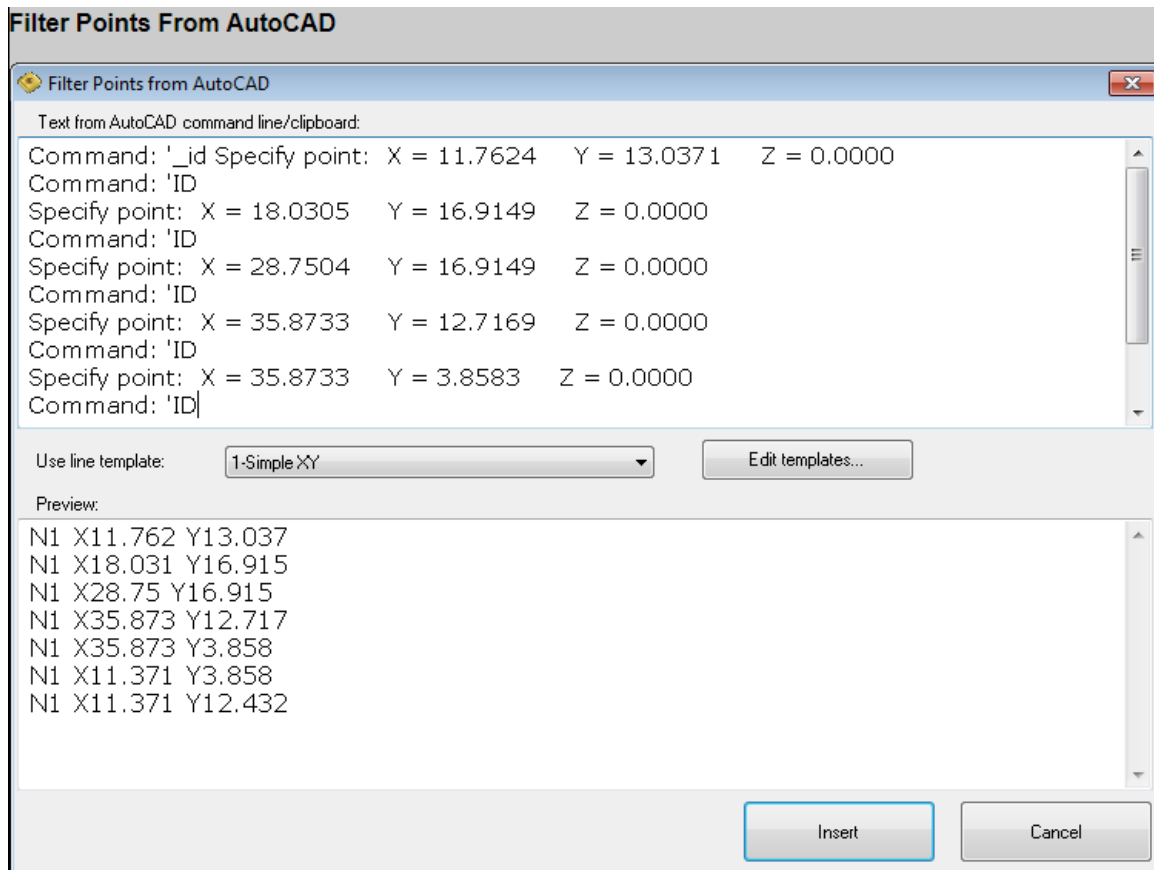 Filter Points From AutoCAD
Filter Points from AutoCAD
Text from AutoCAD command line/clipboard:
Command: '_id Specify point:  X = 11.7624     Y = 13.0371     Z = 0.0000
Command: 'ID
Specify point:  X = 18.0305     Y = 16.9149     Z = 0.0000
Command: 'ID
Specify point:  X = 28.7504     Y = 16.9149     Z = 0.0000
Command: 'ID
Specify point:  X = 35.8733     Y = 12.7169     Z = 0.0000
Command: 'ID
Specify point:  X = 35.8733     Y = 3.8583     Z = 0.0000
Command: 'ID
Use line template: 1-Simple XY Edit templates...
Preview:
N1 X11.762 Y13.037
N1 X18.031 Y16.915
N1 X28.75 Y16.915
N1 X35.873 Y12.717
N1 X35.873 Y3.858
N1 X11.371 Y3.858
N1 X11.371 Y12.432
Insert Cancel